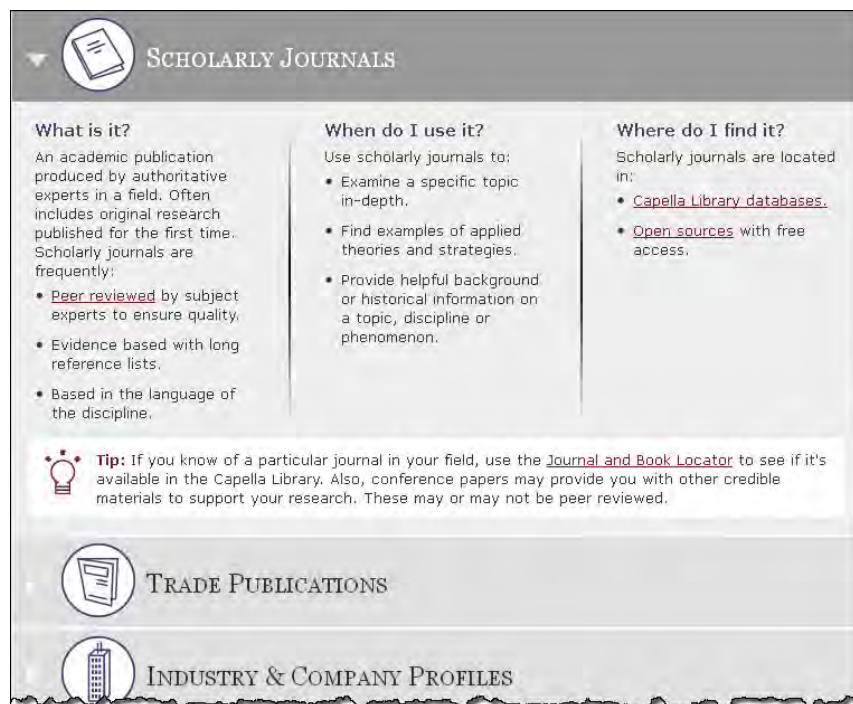 SCHOLARLY JOURNALS
What is it?
An academic publication
produced by authoritative
experts in a field. Often
includes original research
published for the first time.
Scholarly journals are
frequently:
• Peer reviewed by subject
experts to ensure quality.
• Evidence based with long
reference lists.
• Based in the language of
the discipline.
When do I use it?
Use scholarly journals to:
• Examine a specific topic
in-depth.
• Find examples of applied
theories and strategies.
• Provide helpful background
or historical information on
a topic, discipline or
phenomenon.
Where do I find it?
Scholarly journals are located
in:
• Capella Library databases.
• Open sources with free
access.
Tip: If you know of a particular journal in your field, use the Journal and Book Locator to see if it's
available in the Capella Library. Also, conference papers may provide you with other credible
materials to support your research. These may or may not be peer reviewed.
TRADE PUBLICATIONS
INDUSTRY & COMPANY PROFILES